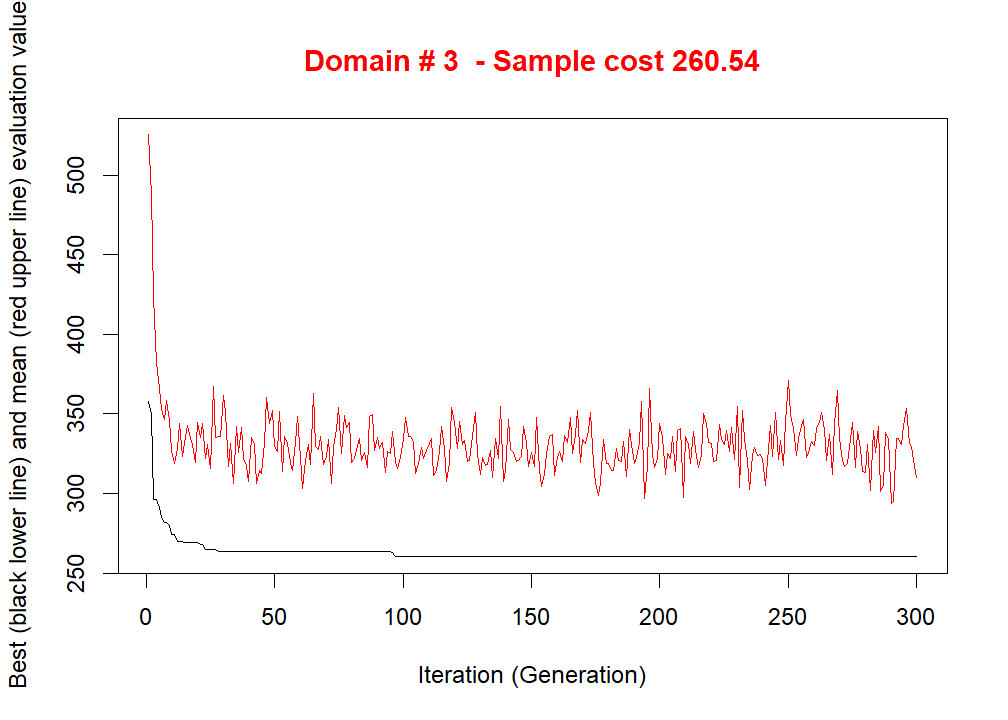 Domain # 3  - Sample cost 260.54
Best (black lower line) and mean (red upper line) evaluation value
500
450
400
350
300
250
0 50 100 150 200 250 300
Iteration (Generation)